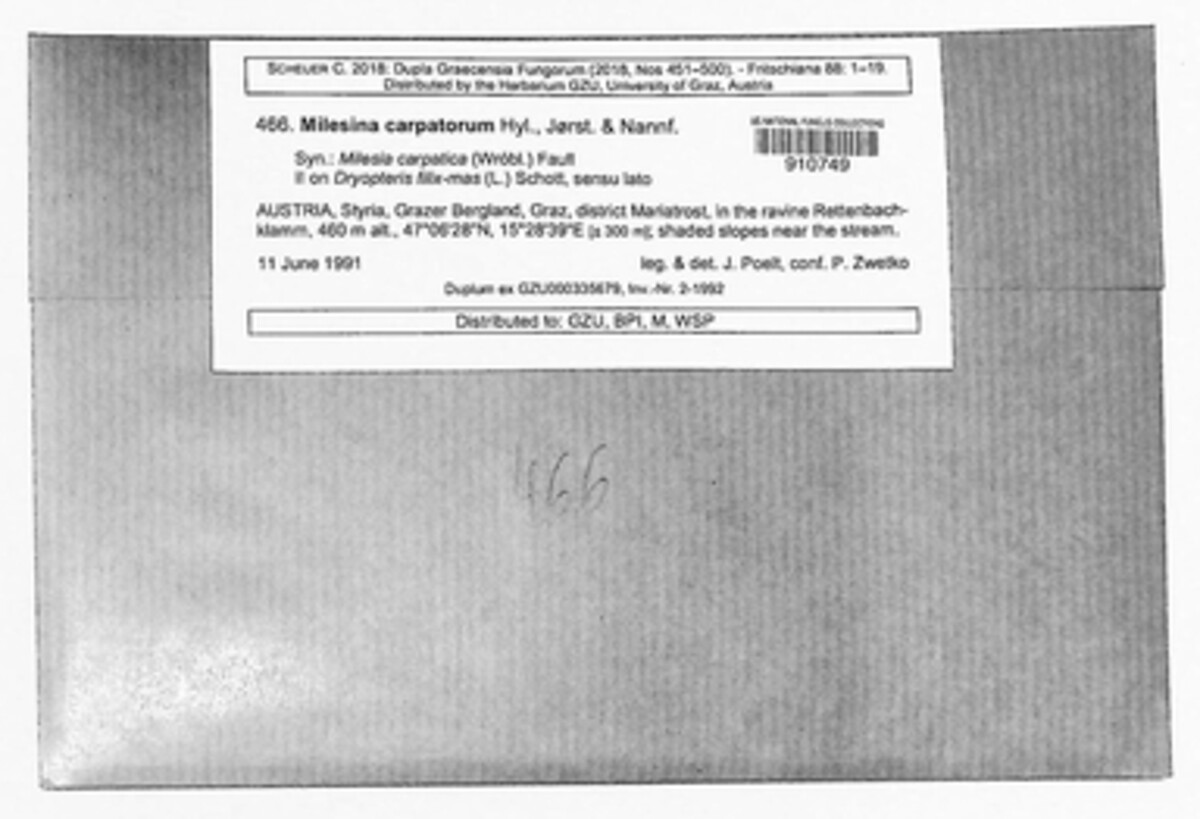 SCHEUER C. 2018: Dupla Graecensia Fungorum (2018, Nos 451–500). - Fritschiana 88: 1–19.
Distributed by the Herbarium GZU, University of Graz, Austria
466. Milesina carpatorum Hyl., Jørst. & Nannf.
US NATIONAL FUNGUS COLLECTIONS
910749
Syn.: Milesia carpatica (Wróbl.) Faull
II on Dryopteris filix-mas (L.) Schott, sensu lato
AUSTRIA, Styria, Grazer Bergland, Graz, district Mariatrost, in the ravine Rettenbach-
klamm, 460 m alt., 47°06'28"N, 15°28'39"E [± 300 m]; shaded slopes near the stream.
11 June 1991 leg. & det. J. Poelt, conf. P. Zwetko
Duplum ex GZU000335679, Inv.-Nr. 2-1992
Distributed to: GZU, BPI, M, WSP
466